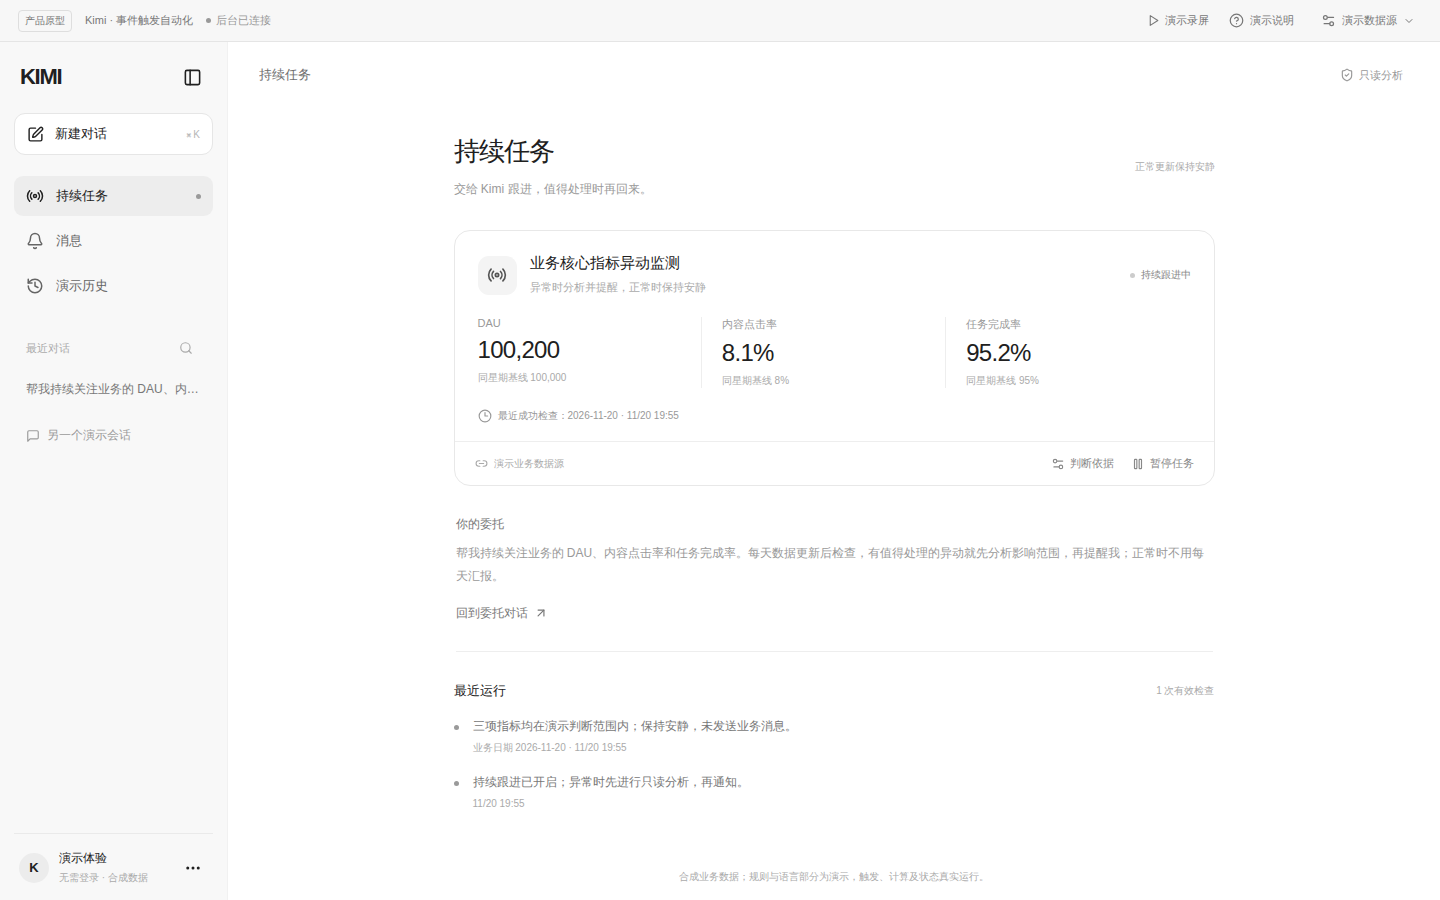 产品原型
Kimi · 事件触发自动化
后台已连接
演示录屏
演示说明
演示数据源
KIMI
新建对话
⌘K
持续任务
消息
演示历史
最近对话
帮我持续关注业务的 DAU、内…
另一个演示会话
演示体验
无需登录 · 合成数据
K
持续任务
只读分析
持续任务
交给 Kimi 跟进，值得处理时再回来。
正常更新保持安静
业务核心指标异动监测
异常时分析并提醒，正常时保持安静
持续跟进中
DAU
100,200
同星期基线 100,000
内容点击率
8.1%
同星期基线 8%
任务完成率
95.2%
同星期基线 95%
最近成功检查：2026-11-20 · 11/20 19:55
演示业务数据源
判断依据
暂停任务
你的委托
帮我持续关注业务的 DAU、内容点击率和任务完成率。每天数据更新后检查，有值得处理的异动就先分析影响范围，再提醒我；正常时不用每
天汇报。
回到委托对话
最近运行
1 次有效检查
三项指标均在演示判断范围内；保持安静，未发送业务消息。
业务日期 2026-11-20 · 11/20 19:55
持续跟进已开启；异常时先进行只读分析，再通知。
11/20 19:55
合成业务数据；规则与语言部分为演示，触发、计算及状态真实运行。